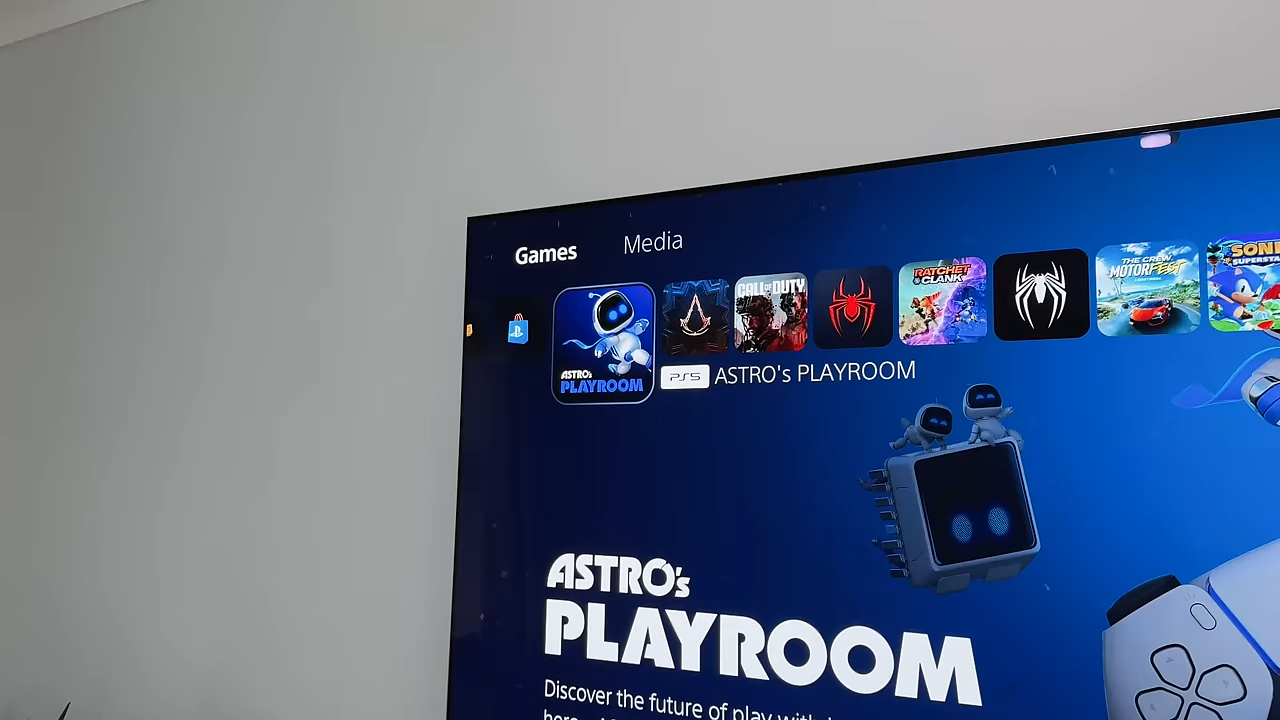 Games
Media
ASTRO's
PLAYROOM
CALL OF DUTY
RATCHET
CLANK
THE CREW
MOTORFEST
PS5
ASTRO's PLAYROOM
ASTRO's
PLAYROOM
Discover the future of play with